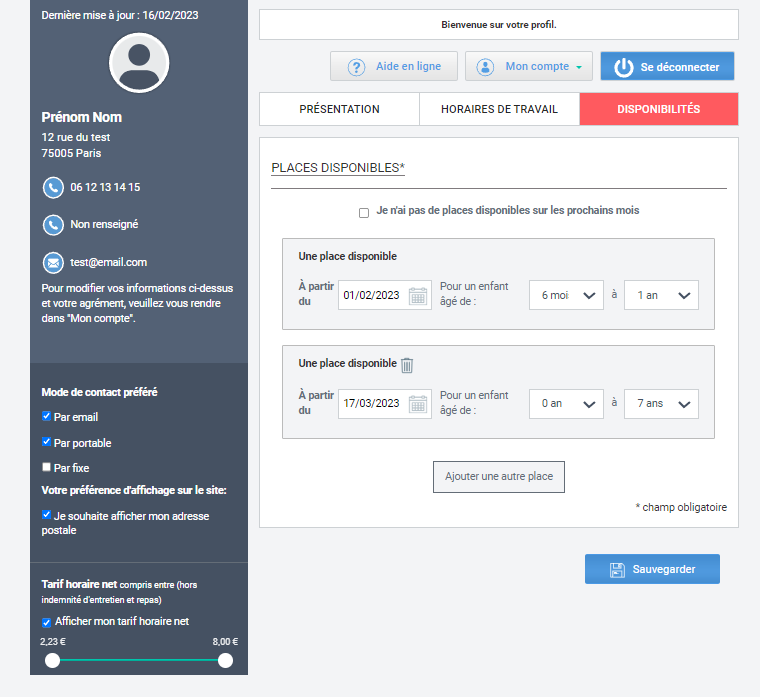 Dernière mise à jour : 16/02/2023
Prénom Nom
12 rue du test
75005 Paris
06 12 13 14 15
Non renseigné
test@email.com
Pour modifier vos informations ci-dessus
et votre agrément, veuillez vous rendre
dans "Mon compte".
Mode de contact préféré
Par email
Par portable
Par fixe
Votre préférence d'affichage sur le site:
Je souhaite afficher mon adresse
postale
Tarif horaire net compris entre (hors
indemnité d'entretien et repas)
Afficher mon tarif horaire net
2,23 € 8,00 €
Bienvenue sur votre profil.
? Aide en ligne Mon compte Se déconnecter
PRÉSENTATION HORAIRES DE TRAVAIL DISPONIBILITÉS
PLACES DISPONIBLES*
Je n'ai pas de places disponibles sur les prochains mois
Une place disponible
À partir
du
01/02/2023
Pour un enfant
âgé de :
6 moi à 1 an
Une place disponible
À partir
du
17/03/2023
Pour un enfant
âgé de :
0 an à 7 ans
Ajouter une autre place
* champ obligatoire
Sauvegarder